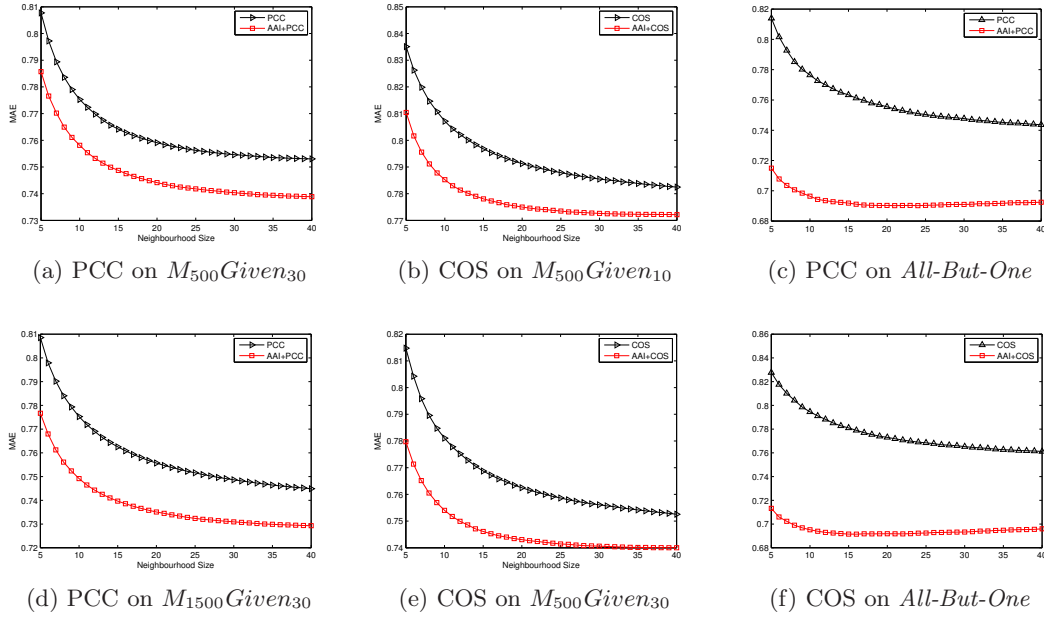 0.81
0.8
0.79
0.78
0.77
0.76
0.75
0.74
0.73
MAE
5 10 15 20 25 30 35 40
Neighbourhood Size
PCC
AAI+PCC
(a) PCC on M500Given30
0.85
0.84
0.83
0.82
0.81
0.8
0.79
0.78
0.77
MAE
5 10 15 20 25 30 35 40
Neighbourhood Size
COS
AAI+COS
(b) COS on M500Given10
0.82
0.8
0.78
0.76
0.74
0.72
0.7
0.68
5 10 15 20 25 30 35 40
PCC
AAI+PCC
(c) PCC on All-But-One
0.81
0.8
0.79
0.78
0.77
0.76
0.75
0.74
0.73
0.72
MAE
5 10 15 20 25 30 35 40
Neighbourhood Size
PCC
AAI+PCC
(d) PCC on M1500Given30
0.82
0.81
0.8
0.79
0.78
0.77
0.76
0.75
0.74
MAE
5 10 15 20 25 30 35 40
Neighbourhood Size
COS
AAI+COS
(e) COS on M500Given30
0.86
0.84
0.82
0.8
0.78
0.76
0.74
0.72
0.7
0.68
5 10 15 20 25 30 35 40
COS
AAI+COS
(f) COS on All-But-One